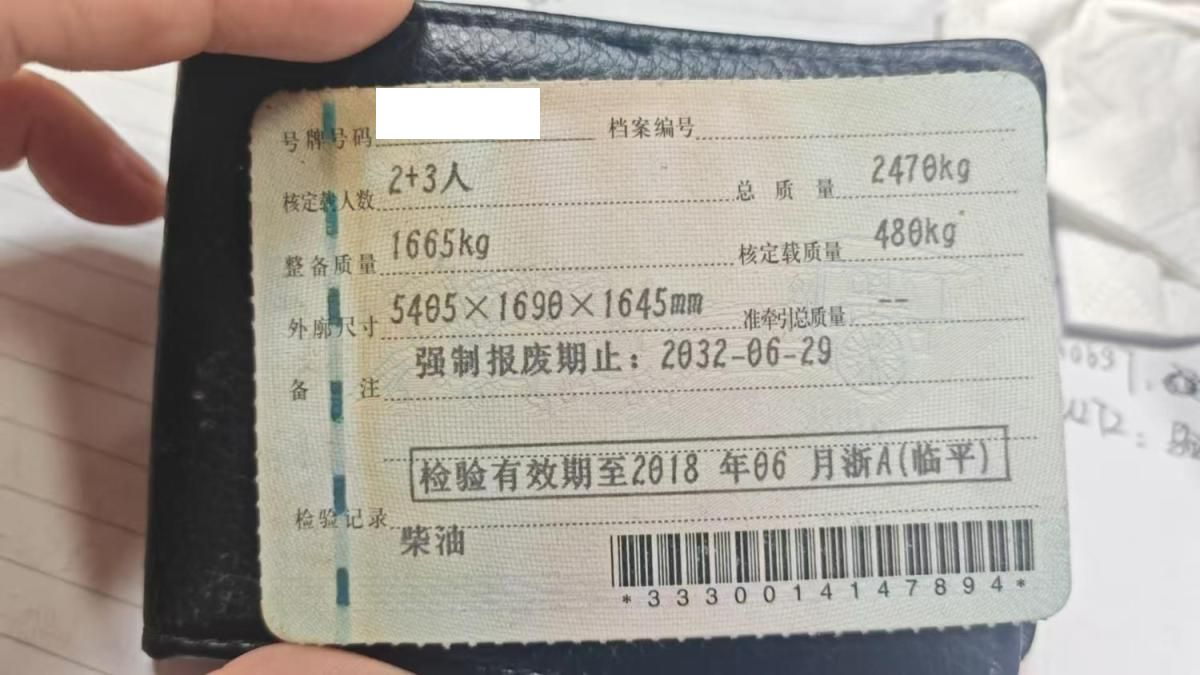 号牌号码 档案编号
核定载人数 2+3人 总质量 2470kg
整备质量 1665kg 核定载质量 480kg
外廓尺寸 5405×1690×1645mm 准牵引总质量 --
备注 强制报废期止：2032-06-29
检验有效期至2018 年06 月浙A(临平)
检验记录
柴油
*3330014147894*